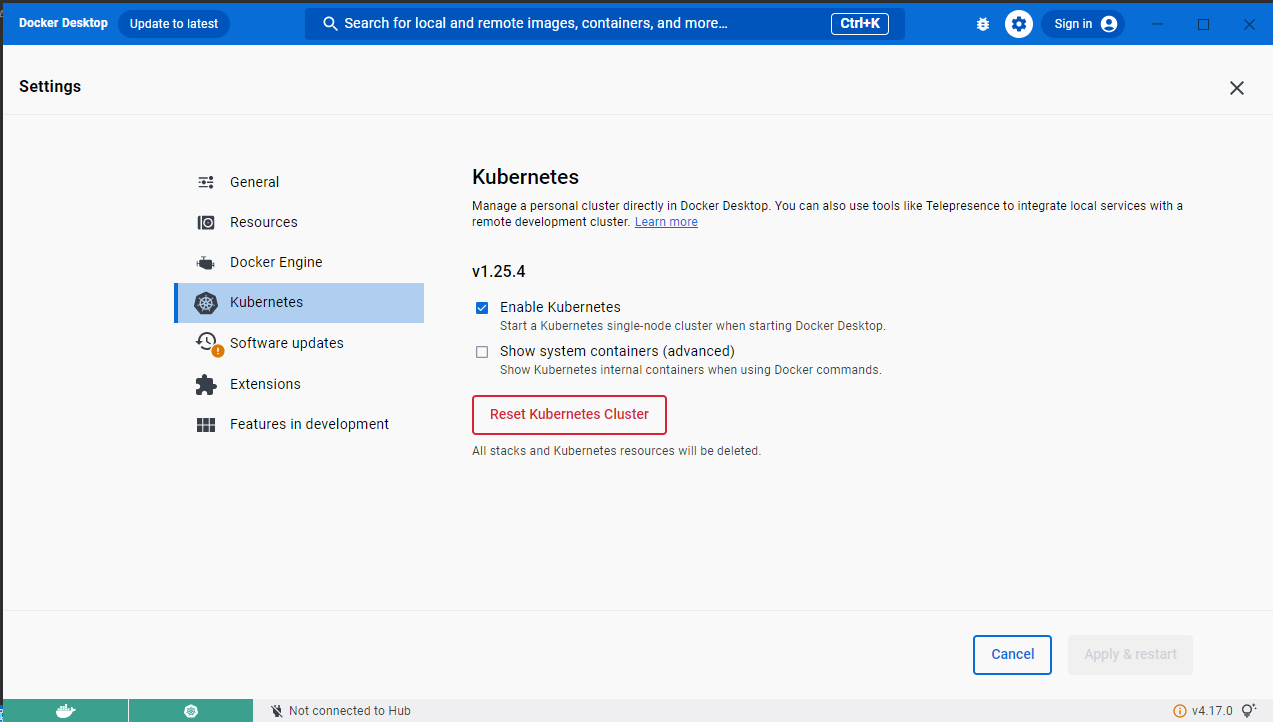 Docker Desktop
Update to latest
Search for local and remote images, containers, and more...
Ctrl+K
Sign in
Settings
General
Resources
Docker Engine
Kubernetes
Software updates
Extensions
Features in development
Kubernetes
Manage a personal cluster directly in Docker Desktop. You can also use tools like Telepresence to integrate local services with a
remote development cluster. Learn more
v1.25.4
Enable Kubernetes
Start a Kubernetes single-node cluster when starting Docker Desktop.
Show system containers (advanced)
Show Kubernetes internal containers when using Docker commands.
Reset Kubernetes Cluster
All stacks and Kubernetes resources will be deleted.
Cancel
Apply & restart
Not connected to Hub
v4.17.0